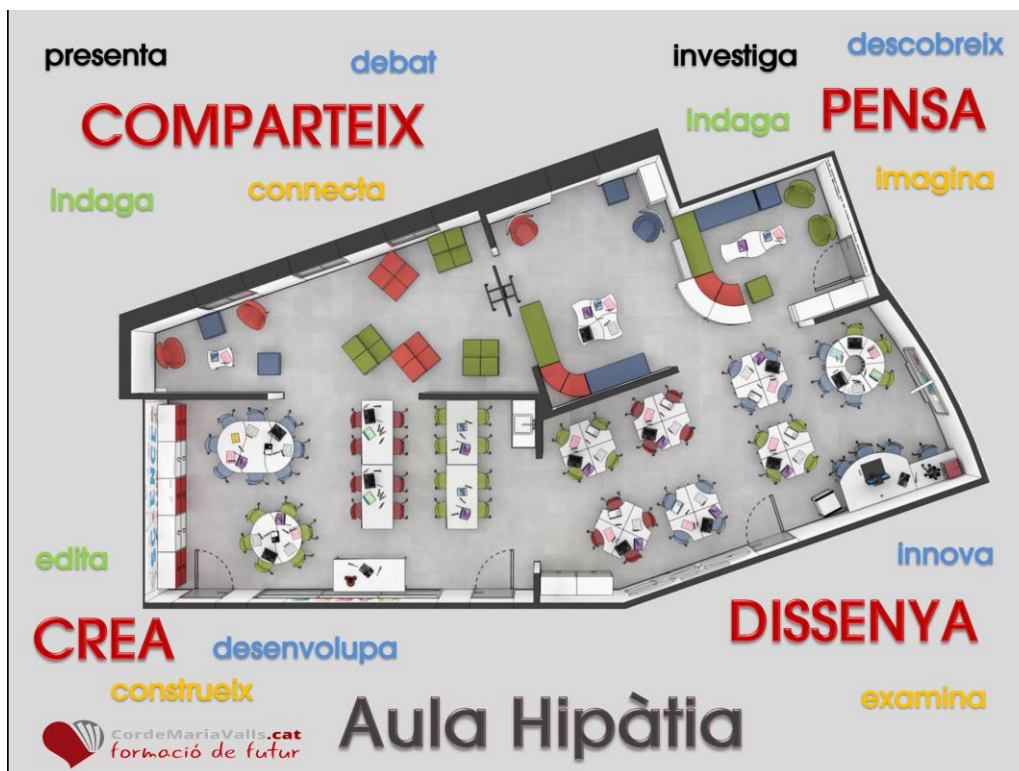 presenta
debat
investiga
descobreix
COMPARTEIX
indaga
PENSA
indaga
connecta
imagina
SCIENCE
edita
innova
CREA
desenvolupa
DISSENYA
construeix
examina
CordeMariaValls.cat
formació de futur
Aula Hipàtia